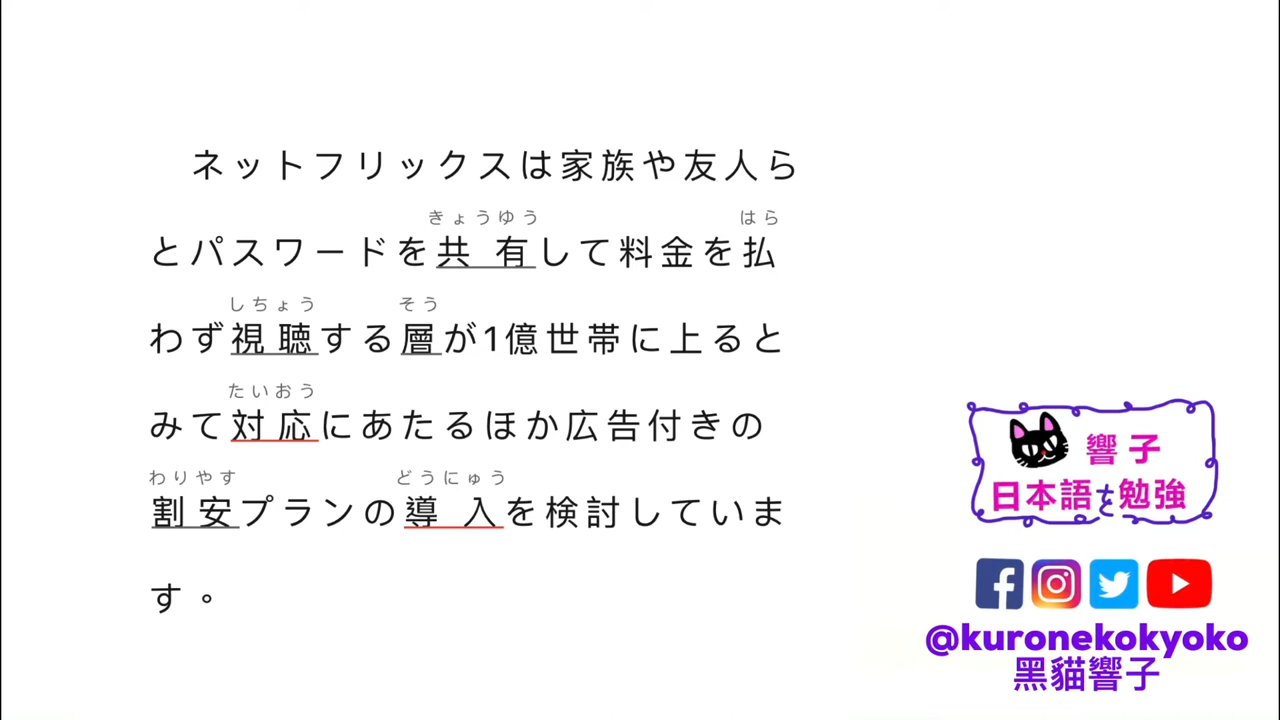 ネットフリックスは家族や友人ら
きょうゆう はら
とパスワードを共有して料金を払
しちょう そう
わず視聴する層が1億世帯に上ると
たいおう
みて対応にあたるほか広告付きの
わりやす どうにゅう
割安プランの導入を検討していま
す。
響子
日本語を勉強
@kuronekokyoko
黑貓響子